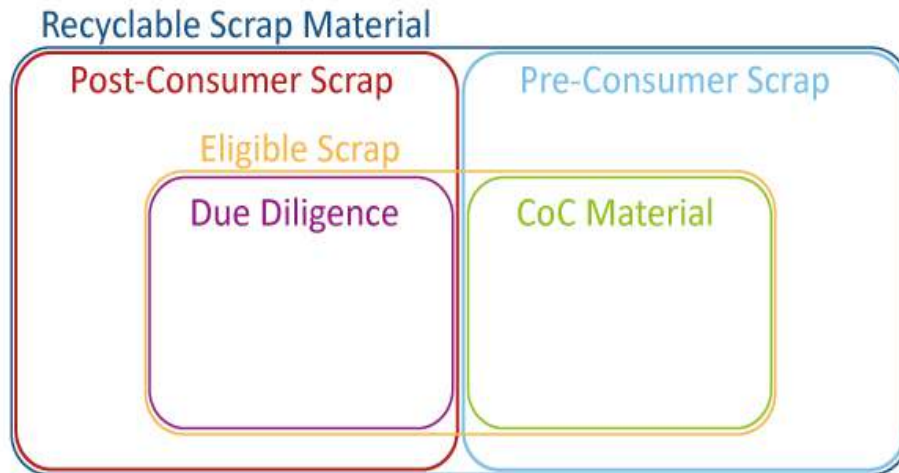 Recyclable Scrap Material
Post-Consumer Scrap
Pre-Consumer Scrap
Eligible Scrap
Due Diligence
CoC Material